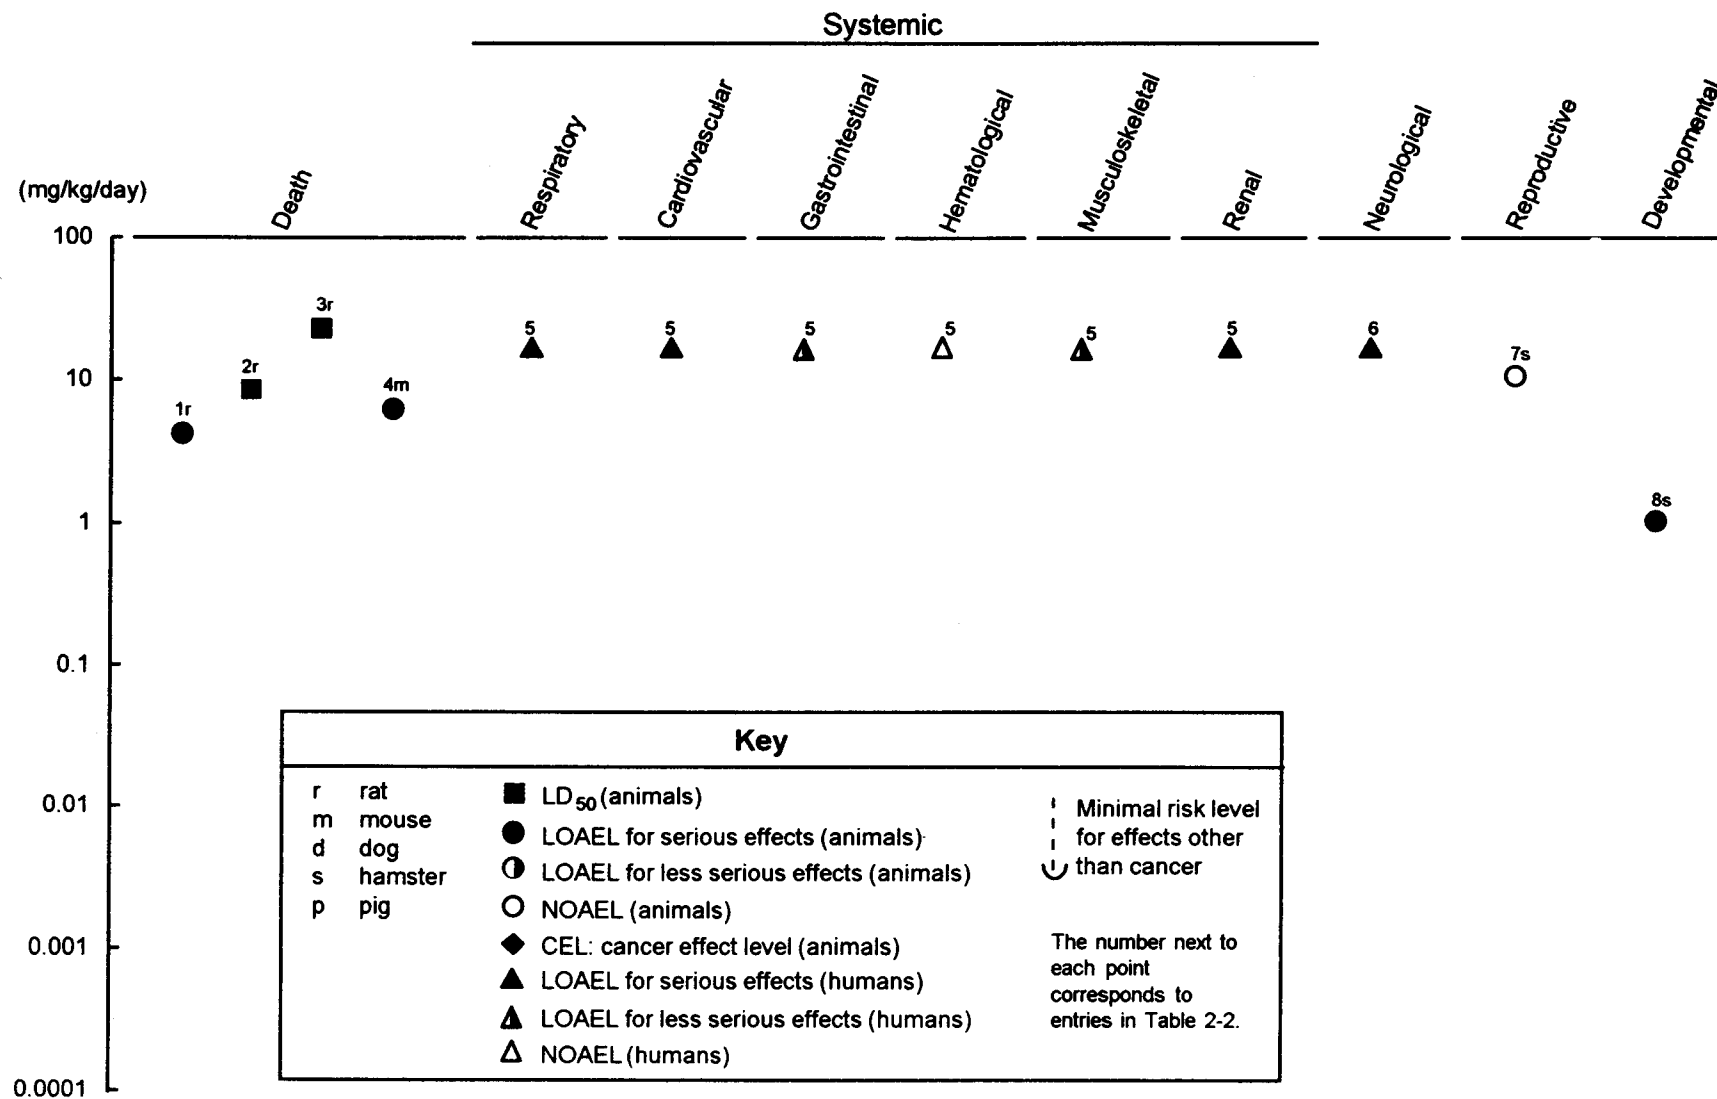 Systemic
(mg/kg/day)
Death
Respiratory
Cardiovascular
Gastrointestinal
Hematological
Musculoskeletal
Renal
Neurological
Reproductive
Developmental
100
10
1
0.1
0.01
0.001
0.0001
1r
2r
3r
4m
5
5
5
5
5
5
6
7s
8s
Key
r rat
m mouse
d dog
s hamster
p pig
LD50 (animals)
LOAEL for serious effects (animals)
LOAEL for less serious effects (animals)
NOAEL (animals)
CEL: cancer effect level (animals)
LOAEL for serious effects (humans)
LOAEL for less serious effects (humans)
NOAEL (humans)
Minimal risk level
for effects other
than cancer
The number next to
each point
corresponds to
entries in Table 2-2.